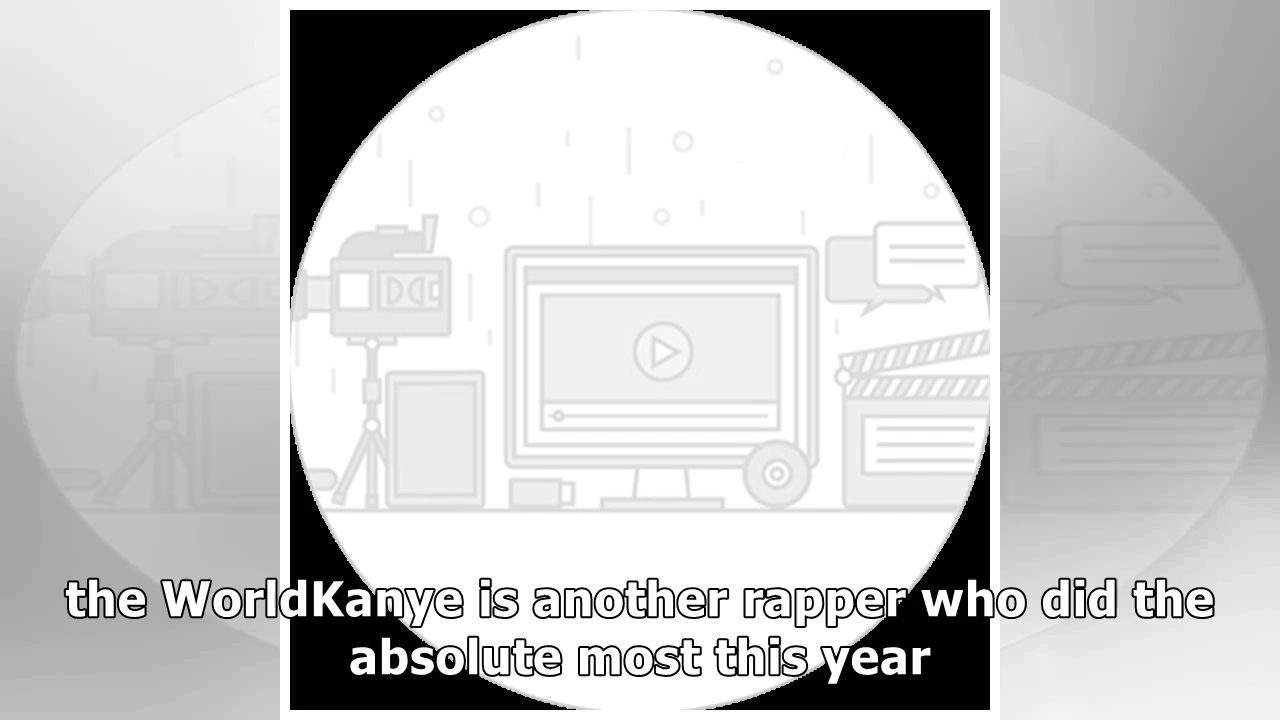 the WorldKanye is another rapper who did the
absolute most this year